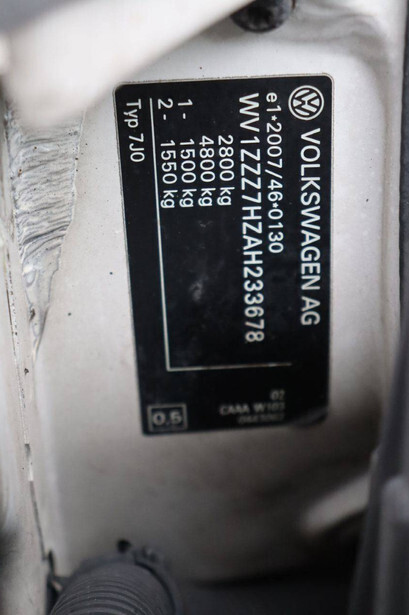 VOLKSWAGEN AG
e1*2007/46*0130
WV1ZZZ7HZAH233678
2800 kg
4800 kg
1- 1500 kg
2- 1550 kg
Typ 7J0
0.5
CAAA